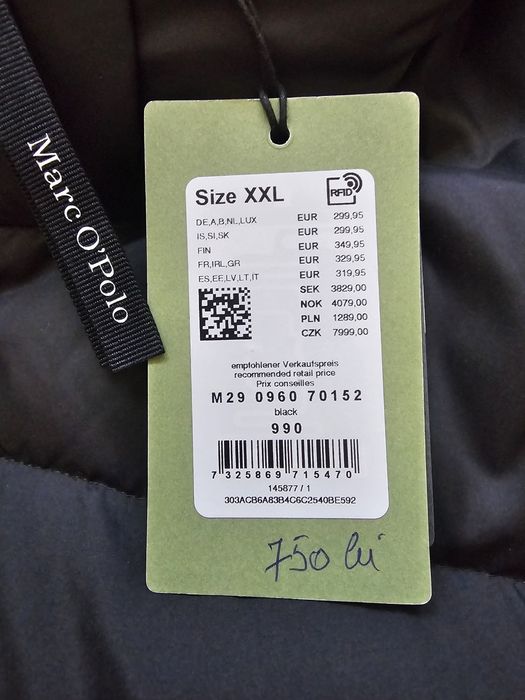 Marc O'Polo
Size XXL
RFID
DE,A,B,NL,LUX EUR 299,95
IS,SI,SK EUR 299,95
FIN EUR 349,95
FR,IRL,GR EUR 329,95
ES,EE,LV,LT,IT EUR 319,95
SEK 3829,00
NOK 4079,00
PLN 1289,00
CZK 7999,00
empfohlener Verkaufspreis
recommended retail price
Prix conseilles
M29 0960 70152
black
990
7 325869 715470
145877 / 1
303ACB6A83B4C6C2540BE592
750 lei